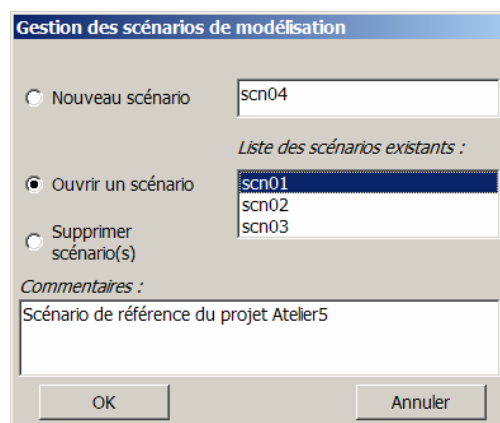 Gestion des scénarios de modélisation
Nouveau scénario
scn04
Liste des scénarios existants :
Ouvrir un scénario
scn01
scn02
scn03
Supprimer
scénario(s)
Commentaires :
Scénario de référence du projet Atelier5
OK
Annuler